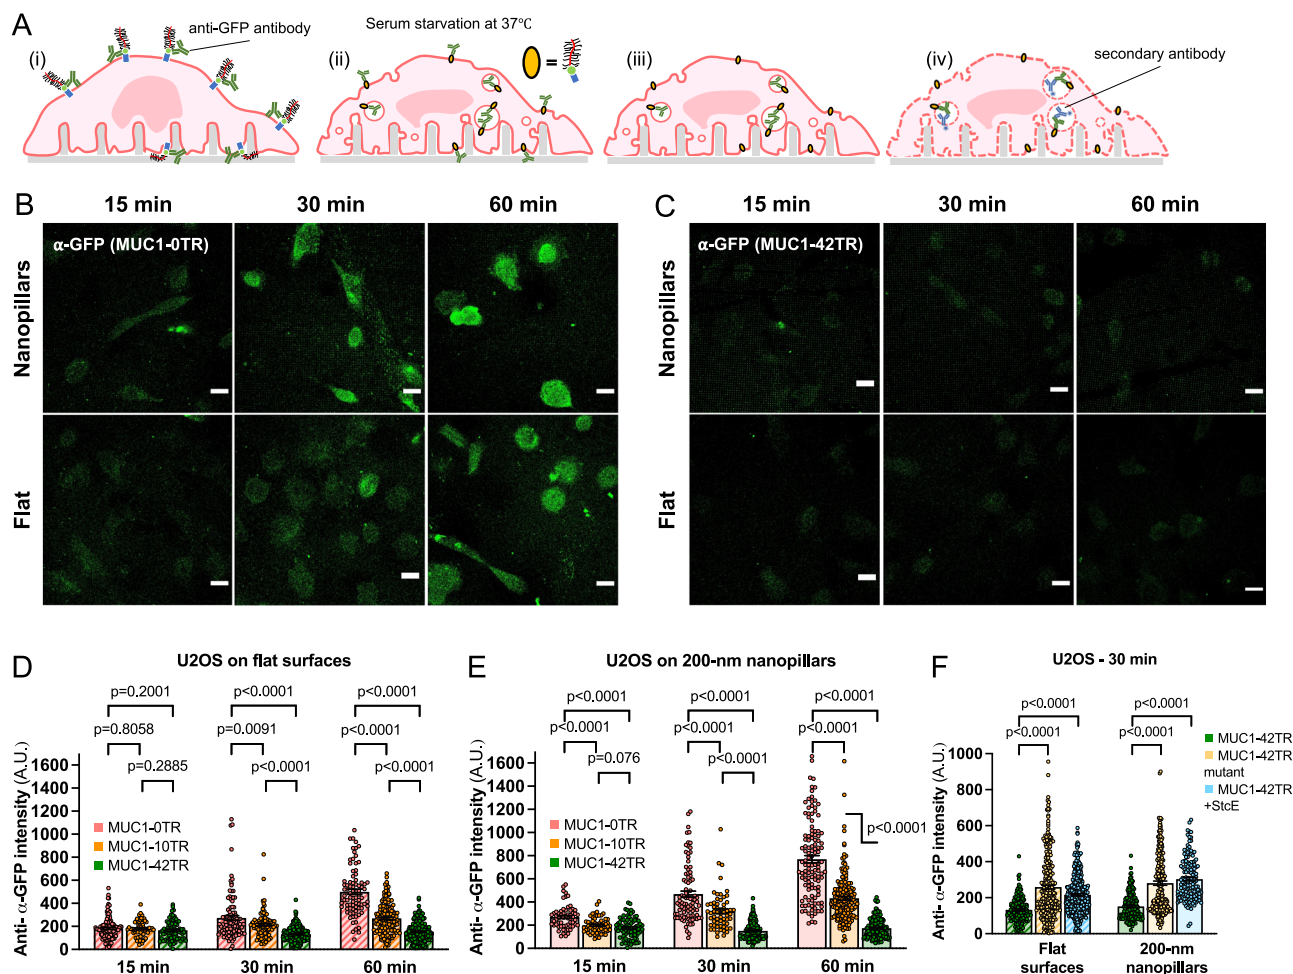 A
anti-GFP antibody
Serum starvation at 37℃
(i)
(ii)
=
(iii)
(iv)
secondary antibody
B
15 min
30 min
60 min
Nanopillars
α-GFP (MUC1-0TR)
Flat
C
15 min
30 min
60 min
Nanopillars
α-GFP (MUC1-42TR)
Flat
D
U2OS on flat surfaces
p=0.2001
p<0.0001
p<0.0001
p=0.8058
p=0.0091
p<0.0001
p=0.2885
p<0.0001
p<0.0001
Anti- α-GFP intensity (A.U.)
1600
1400
1200
1000
800
600
400
200
0
MUC1-0TR
MUC1-10TR
MUC1-42TR
15 min
30 min
60 min
E
U2OS on 200-nm nanopillars
p<0.0001
p<0.0001
p<0.0001
p<0.0001
p<0.0001
p<0.0001
p=0.076
p<0.0001
p<0.0001
Anti- α-GFP intensity (A.U.)
1600
1400
1200
1000
800
600
400
200
0
MUC1-0TR
MUC1-10TR
MUC1-42TR
15 min
30 min
60 min
F
U2OS - 30 min
p<0.0001
p<0.0001
p<0.0001
p<0.0001
MUC1-42TR
MUC1-42TR
mutant
MUC1-42TR
+StcE
Anti- α-GFP intensity (A.U.)
1000
800
600
400
200
0
Flat
surfaces
200-nm
nanopillars